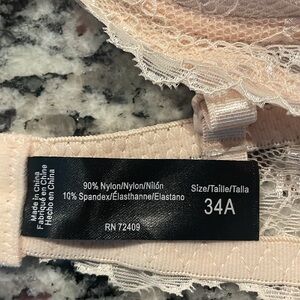 Made in China
Fabriqué en Chine
Hecho en China
90% Nylon/Nylon/Nilón
10% Spandex/Élasthanne/Elastano
RN 72409
Size/Taille/Talla
34A